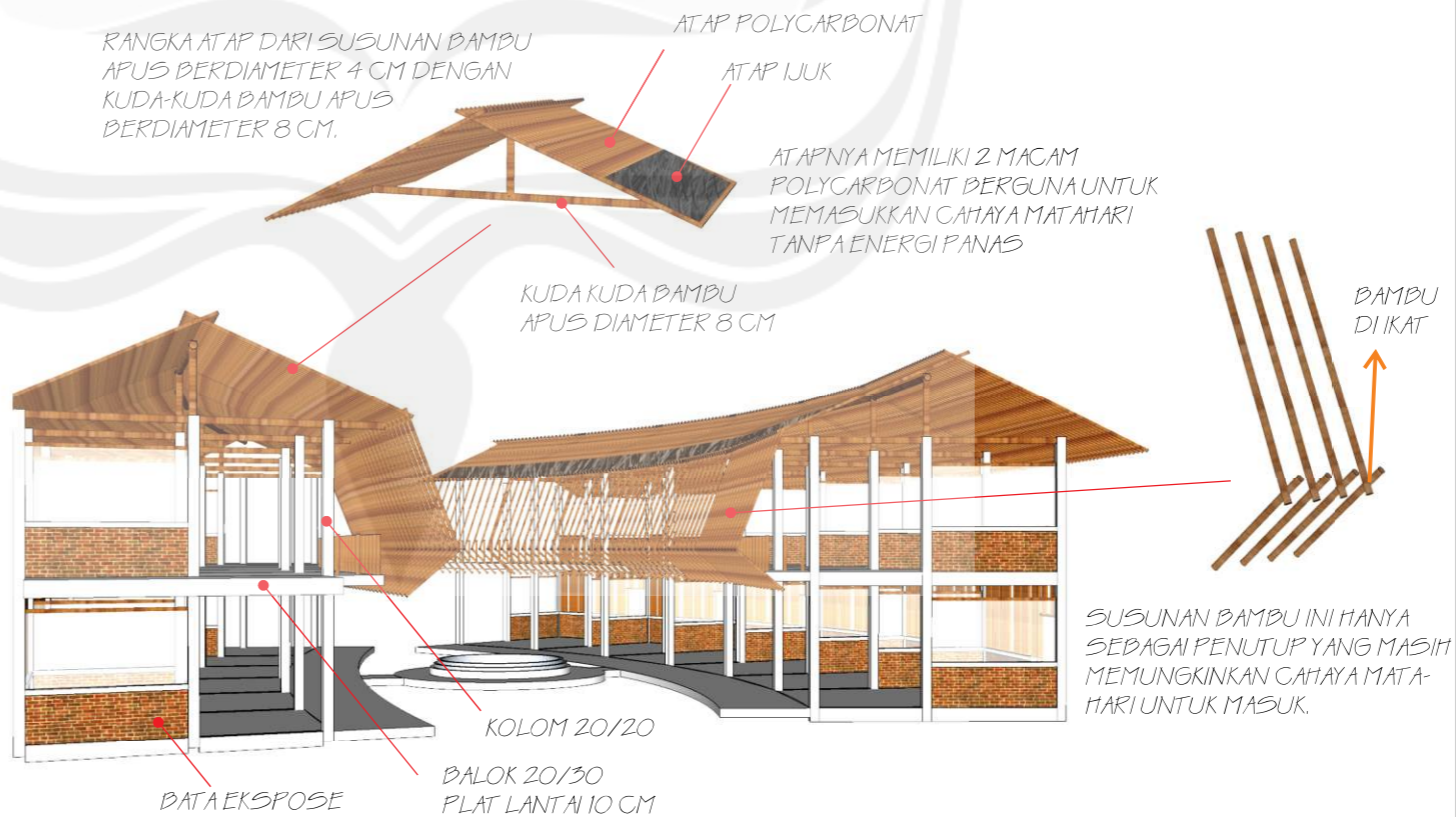 RANGKA ATAP DARI SUSUNAN BAMBU
APUS BERDIAMETER 4 CM DENGAN
KUDA-KUDA BAMBU APUS
BERDIAMETER 8 CM.
ATAP POLYCARBONAT
ATAP IJUK
ATAPNYA MEMILIKI 2 MACAM
POLYCARBONAT BERGUNA UNTUK
MEMASUKKAN CAHAYA MATAHARI
TANPA ENERGI PANAS
KUDA KUDA BAMBU
APUS DIAMETER 8 CM
BAMBU
DI IKAT
SUSUNAN BAMBU INI HANYA
SEBAGAI PENUTUP YANG MASIH
MEMUNGKINKAN CAHAYA MATA-
HARI UNTUK MASUK.
KOLOM 20/20
BALOK 20/30
PLAT LANTAI 10 CM
BATA EKSPOSE